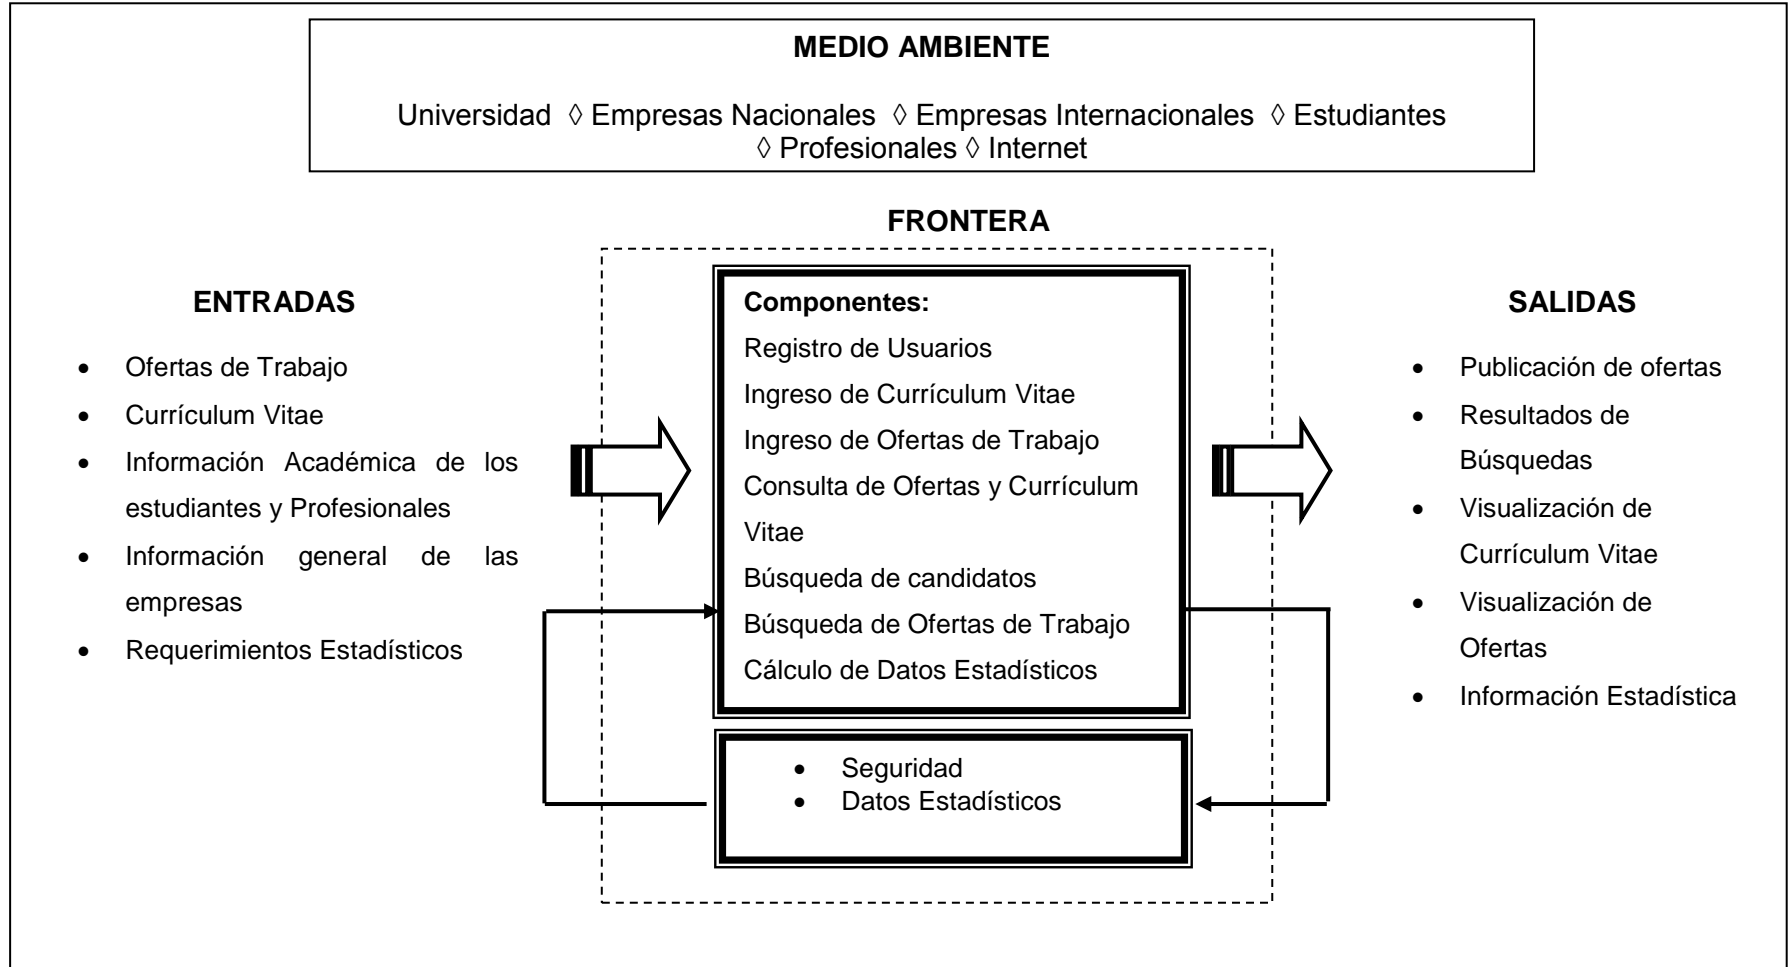 MEDIO AMBIENTE
Universidad ◊ Empresas Nacionales ◊ Empresas Internacionales ◊ Estudiantes
◊ Profesionales ◊ Internet
FRONTERA
ENTRADAS
• Ofertas de Trabajo
• Currículum Vitae
• Información Académica de los
estudiantes y Profesionales
• Información general de las
empresas
• Requerimientos Estadísticos
Componentes:
Registro de Usuarios
Ingreso de Currículum Vitae
Ingreso de Ofertas de Trabajo
Consulta de Ofertas y Currículum
Vitae
Búsqueda de candidatos
Búsqueda de Ofertas de Trabajo
Cálculo de Datos Estadísticos
• Seguridad
• Datos Estadísticos
SALIDAS
• Publicación de ofertas
• Resultados de
Búsquedas
• Visualización de
Currículum Vitae
• Visualización de
Ofertas
• Información Estadística